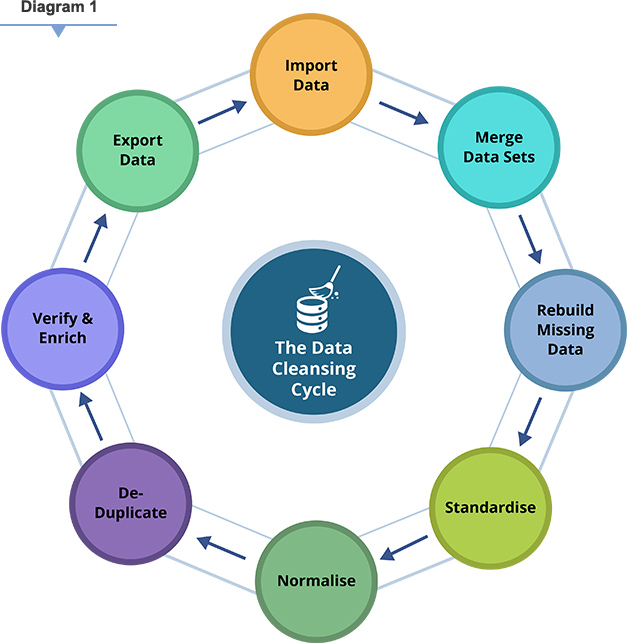 Diagram 1
Import
Data
Merge
Data Sets
Rebuild
Missing
Data
Standardise
Normalise
De-
Duplicate
Verify &
Enrich
Export
Data
The Data
Cleansing
Cycle